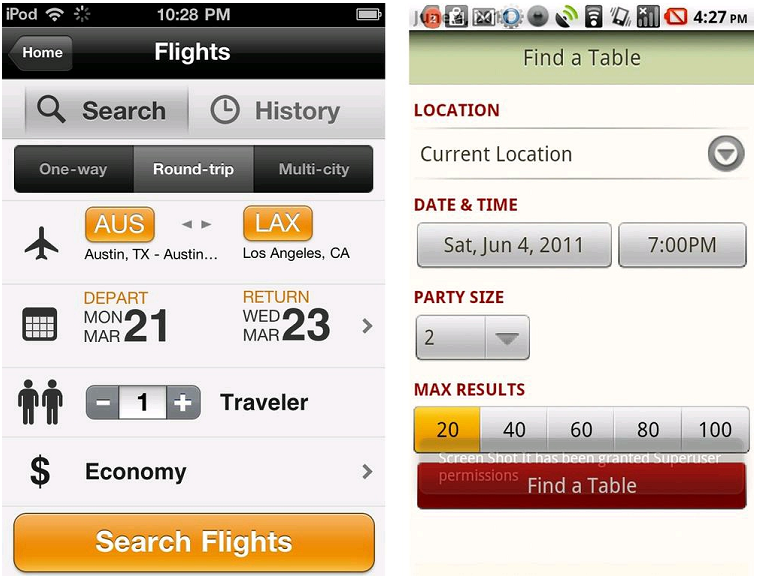 iPod 10:28 PM
Home Flights
Search History
One-way Round-trip Multi-city
AUS LAX
Austin, TX - Austin... Los Angeles, CA
DEPART RETURN
MON MAR 21 WED MAR 23
- 1 + Traveler
$ Economy
Search Flights
4:27 PM
Find a Table
LOCATION
Current Location
DATE & TIME
Sat, Jun 4, 2011 7:00PM
PARTY SIZE
2
MAX RESULTS
20 40 60 80 100
Screen Shot It has been granted Superuser
permissions
Find a Table